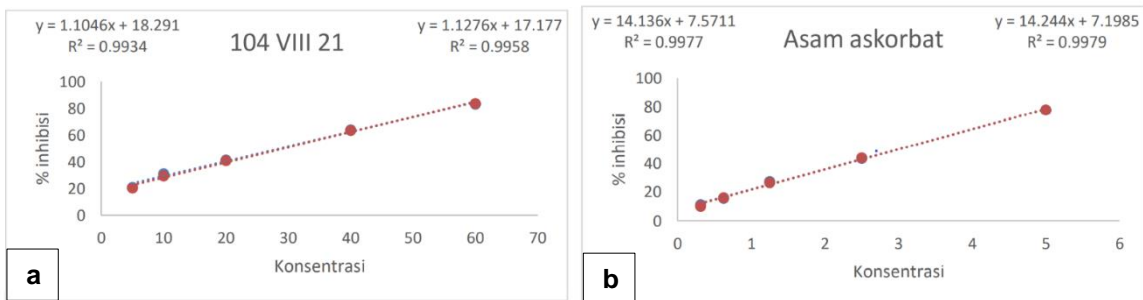 y = 1.1046x + 18.291
R² = 0.9934
104 VIII 21
y = 1.1276x + 17.177
R² = 0.9958
% inhibisi
100
80
60
40
20
0
0 10 20 30 40 50 60 70
Konsentrasi
a
y = 14.136x + 7.5711
R² = 0.9977
Asam askorbat
y = 14.244x + 7.1985
R² = 0.9979
% inhibisi
100
80
60
40
20
0
0 1 2 3 4 5 6
Konsentrasi
b